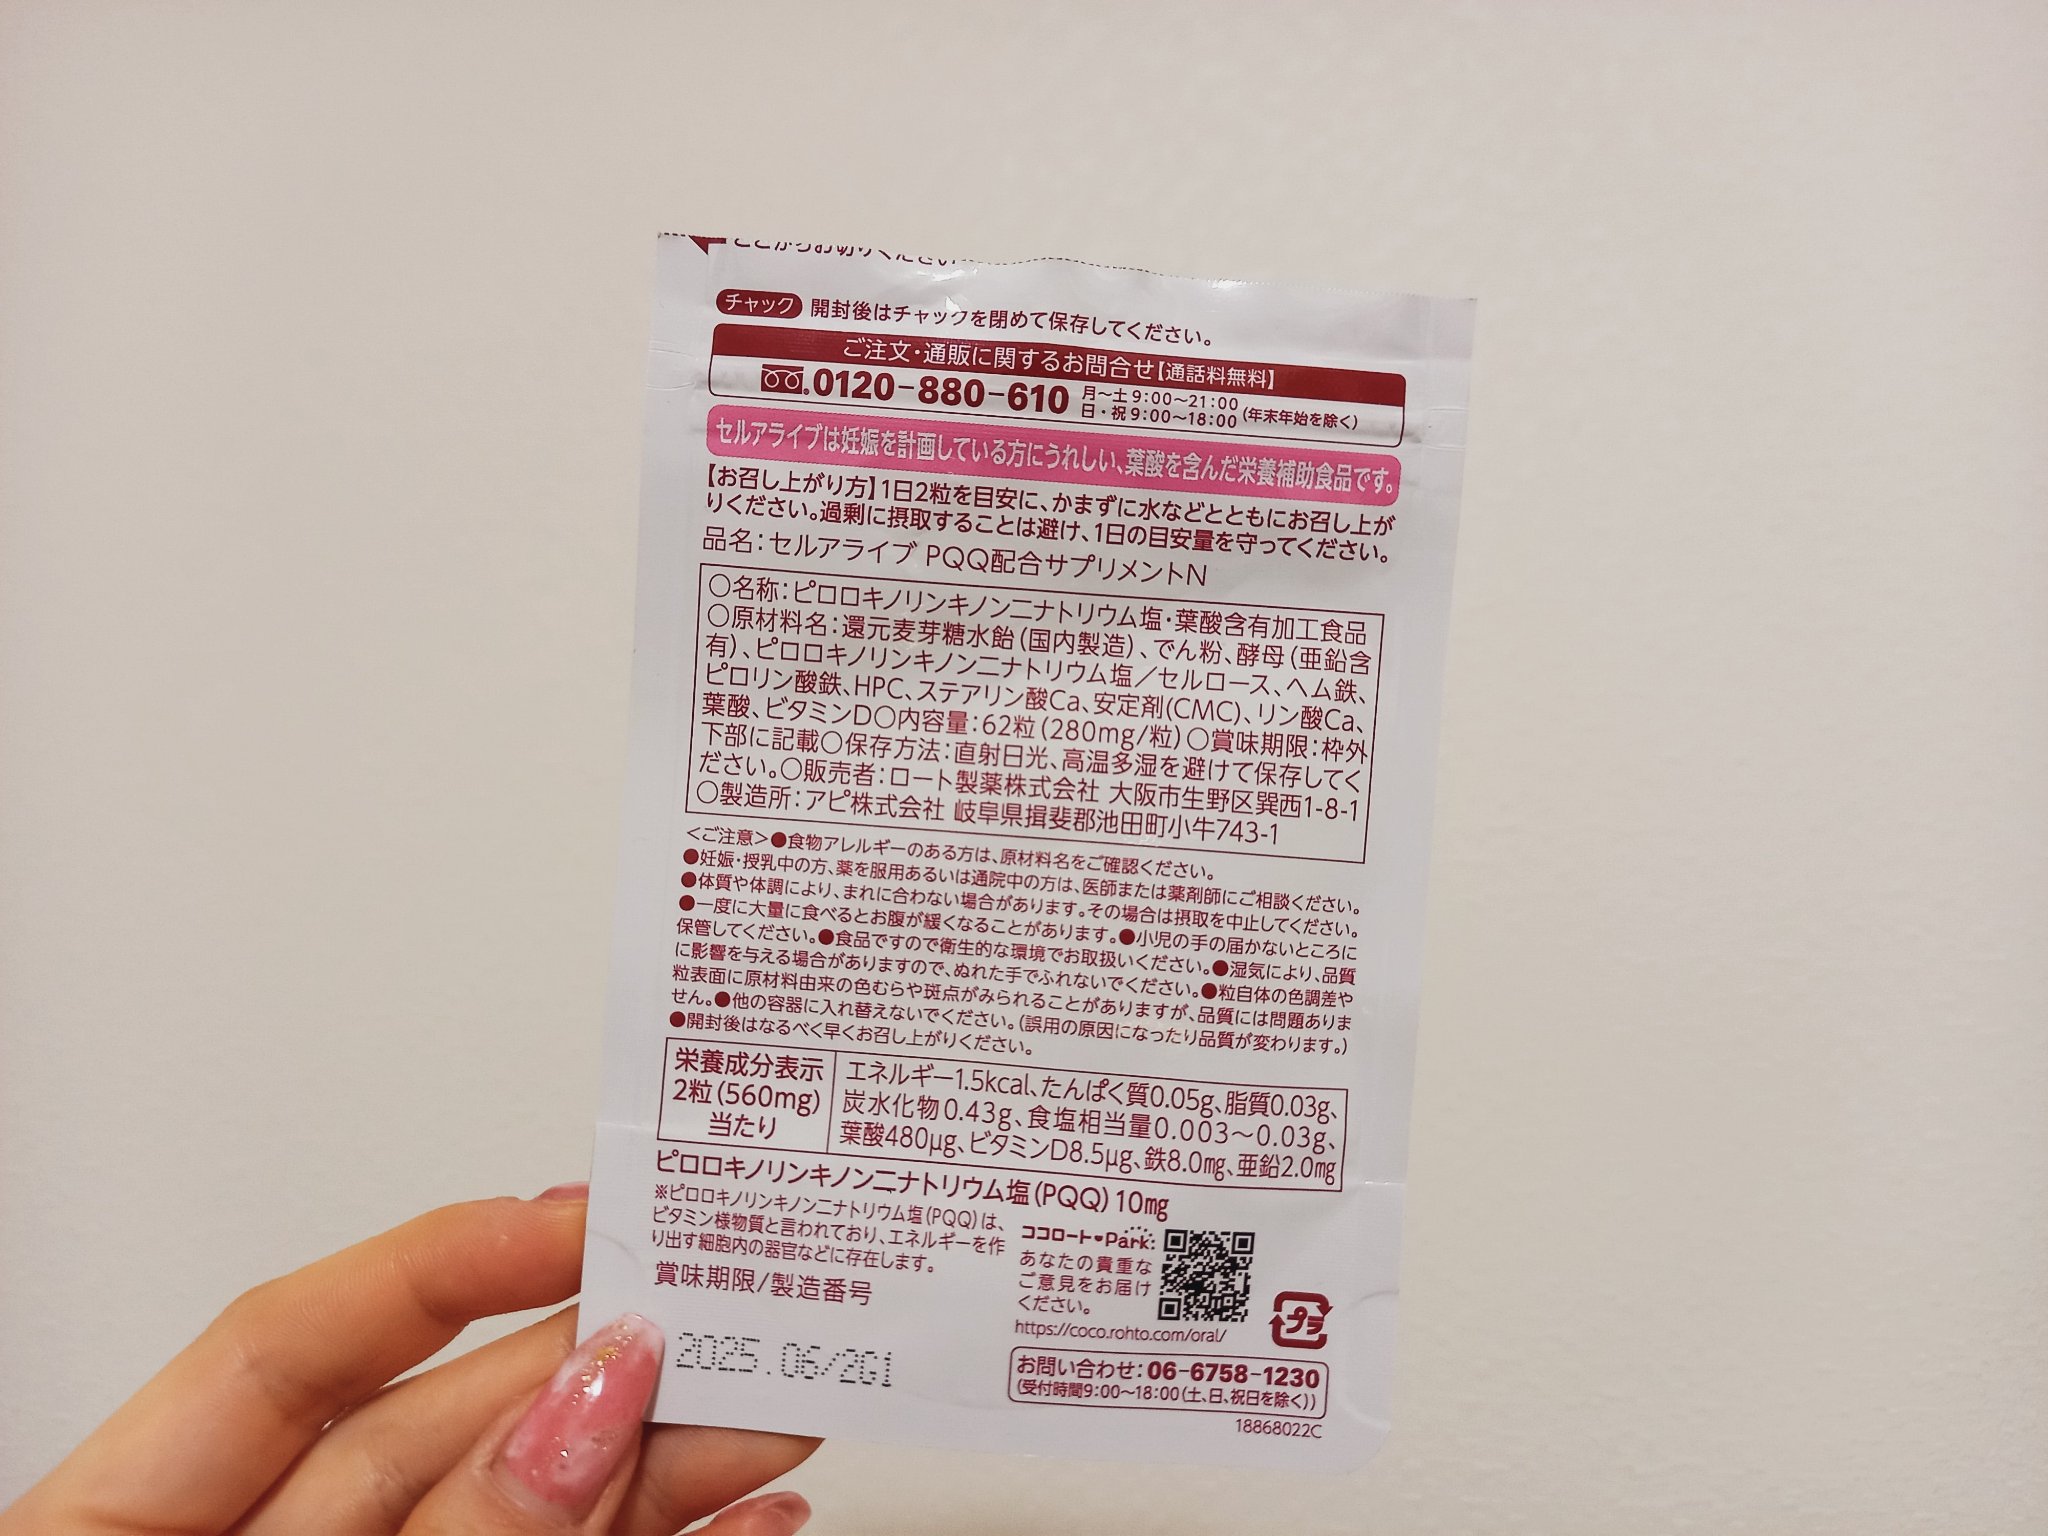 ここからお切りください
チャック 開封後はチャックを閉めて保存してください。
ご注文・通販に関するお問合せ【通話料無料】
0120-880-610 月〜土9:00〜21:00
日・祝9:00〜18:00 (年末年始を除く)
セルアライブは妊娠を計画している方にうれしい、葉酸を含んだ栄養補助食品です。
【お召し上がり方】1日2粒を目安に、かまずに水などとともにお召し上が
りください。過剰に摂取することは避け、1日の目安量を守ってください。
品名:セルアライブ PQQ配合サプリメントN
○名称:ピロロキノリンキノン二ナトリウム塩・葉酸含有加工食品
○原材料名:還元麦芽糖水飴(国内製造)、でん粉、酵母(亜鉛含
有)、ピロロキノリンキノン二ナトリウム塩/セルロース、ヘム鉄、
ピロリン酸鉄、HPC、ステアリン酸Ca、安定剤(CMC)、リン酸Ca、
葉酸、ビタミンD○内容量:62粒(280mg/粒)○賞味期限:枠外
下部に記載○保存方法:直射日光、高温多湿を避けて保存してく
ださい。○販売者:ロート製薬株式会社 大阪市生野区巽西1-8-1
○製造所:アピ株式会社 岐阜県揖斐郡池田町小牛743-1
<ご注意>●食物アレルギーのある方は、原材料名をご確認ください。
●妊娠・授乳中の方、薬を服用あるいは通院中の方は、医師または薬剤師にご相談ください。
●体質や体調により、まれに合わない場合があります。その場合は摂取を中止してください。
●一度に大量に食べるとお腹が緩くなることがあります。●小児の手の届かないところに
保管してください。●食品ですので衛生的な環境でお取扱いください。●湿気により、品質
に影響を与える場合がありますので、ぬれた手でふれないでください。●粒自体の色調差や
粒表面に原材料由来の色むらや斑点がみられることがありますが、品質には問題ありま
せん。●他の容器に入れ替えないでください。(誤用の原因になったり品質が変わります。)
●開封後はなるべく早くお召し上がりください。
栄養成分表示
2粒(560mg)
当たり
エネルギー1.5kcal、たんぱく質0.05g、脂質0.03g、
炭水化物0.43g、食塩相当量0.003〜0.03g、
葉酸480μg、ビタミンD8.5μg、鉄8.0mg、亜鉛2.0mg
ピロロキノリンキノン二ナトリウム塩(PQQ)10mg
※ピロロキノリンキノン二ナトリウム塩(PQQ)は、
ビタミン様物質と言われており、エネルギーを作
り出す細胞内の器官などに存在します。
賞味期限/製造番号
2025.06/2G1
ココロート♥Park:
あなたの貴重な
ご意見をお届け
ください。
https://coco.rohto.com/oral/
プラ
お問い合わせ:06-6758-1230
(受付時間9:00〜18:00(土、日、祝日を除く))
18868022C